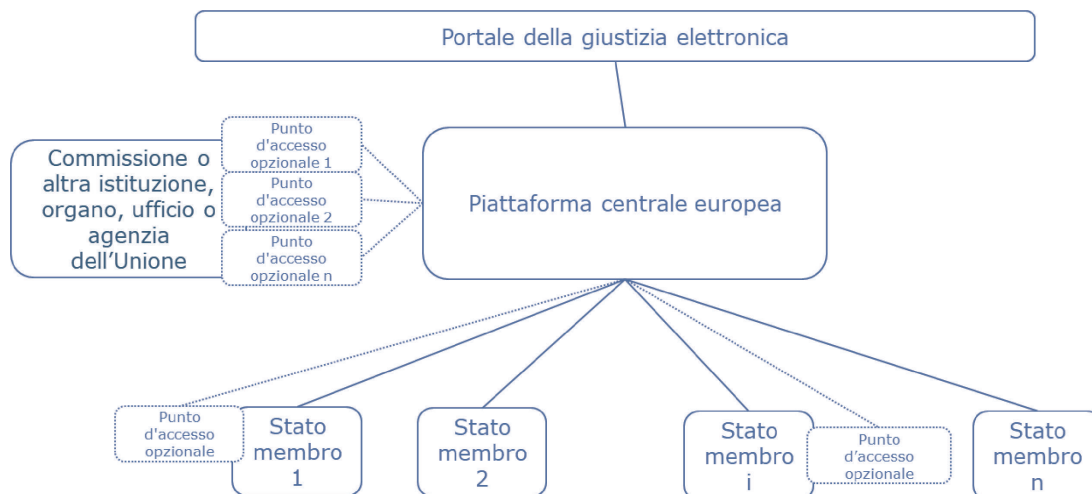 Portale della giustizia elettronica
Commissione o
altra istituzione,
organo, ufficio o
agenzia
dell’Unione
Punto
d'accesso
opzionale 1
Punto
d'accesso
opzionale 2
Punto
d'accesso
opzionale n
Piattaforma centrale europea
Punto
d'accesso
opzionale
Stato
membro
1
Stato
membro
2
Stato
membro
i
Punto
d’accesso
opzionale
Stato
membro
n